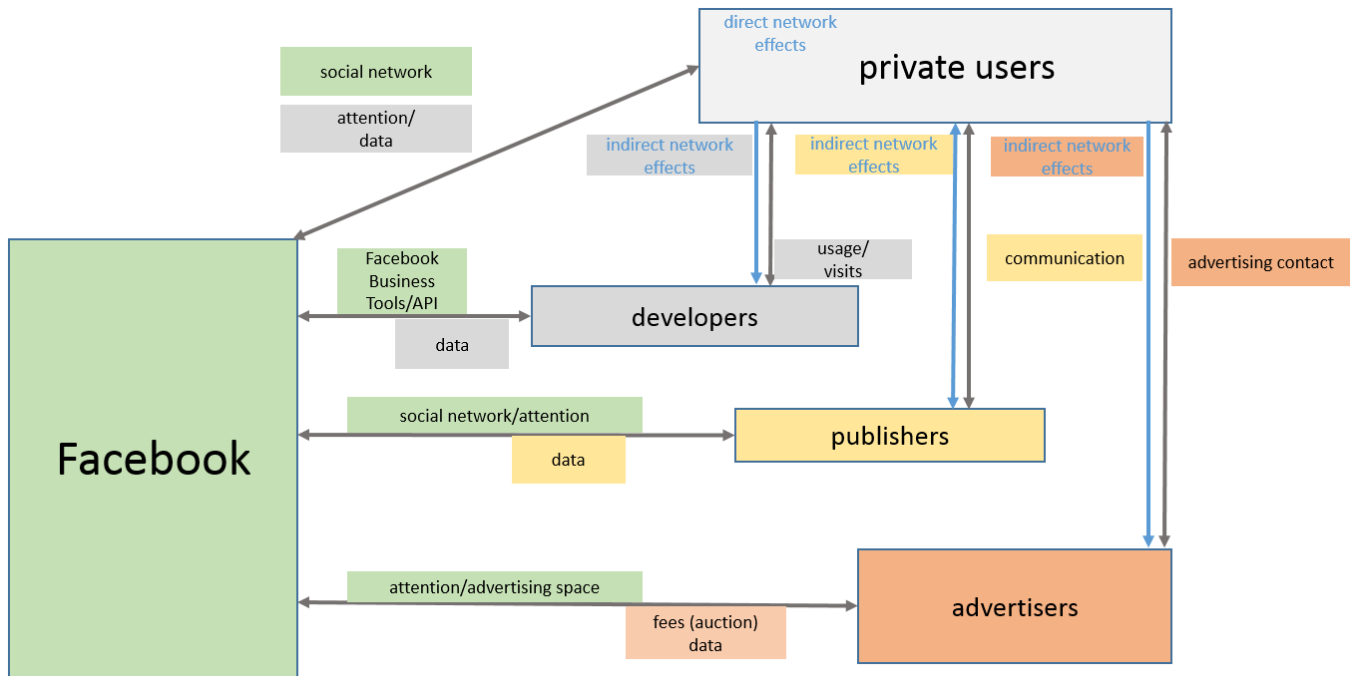 direct network
effects
private users
social network
attention/
data
indirect network
effects
indirect network
effects
indirect network
effects
usage/
visits
communication
advertising contact
Facebook
Business
Tools/API
data
developers
social network/attention
data
publishers
Facebook
attention/advertising space
fees (auction)
data
advertisers